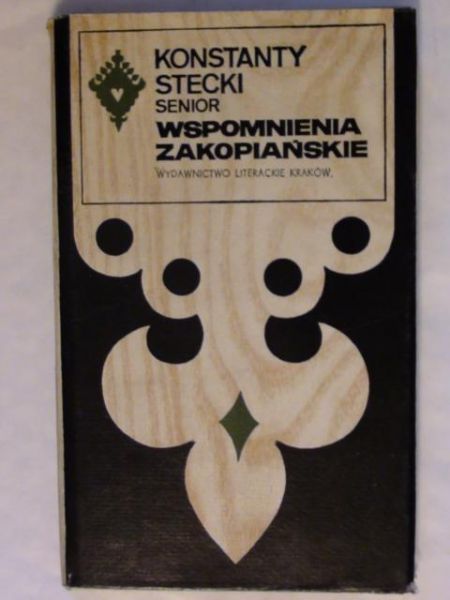 KONSTANTY
STECKI
SENIOR
WSPOMNIENIA
ZAKOPIAŃSKIE
WYDAWNICTWO LITERACKIE KRAKÓW.